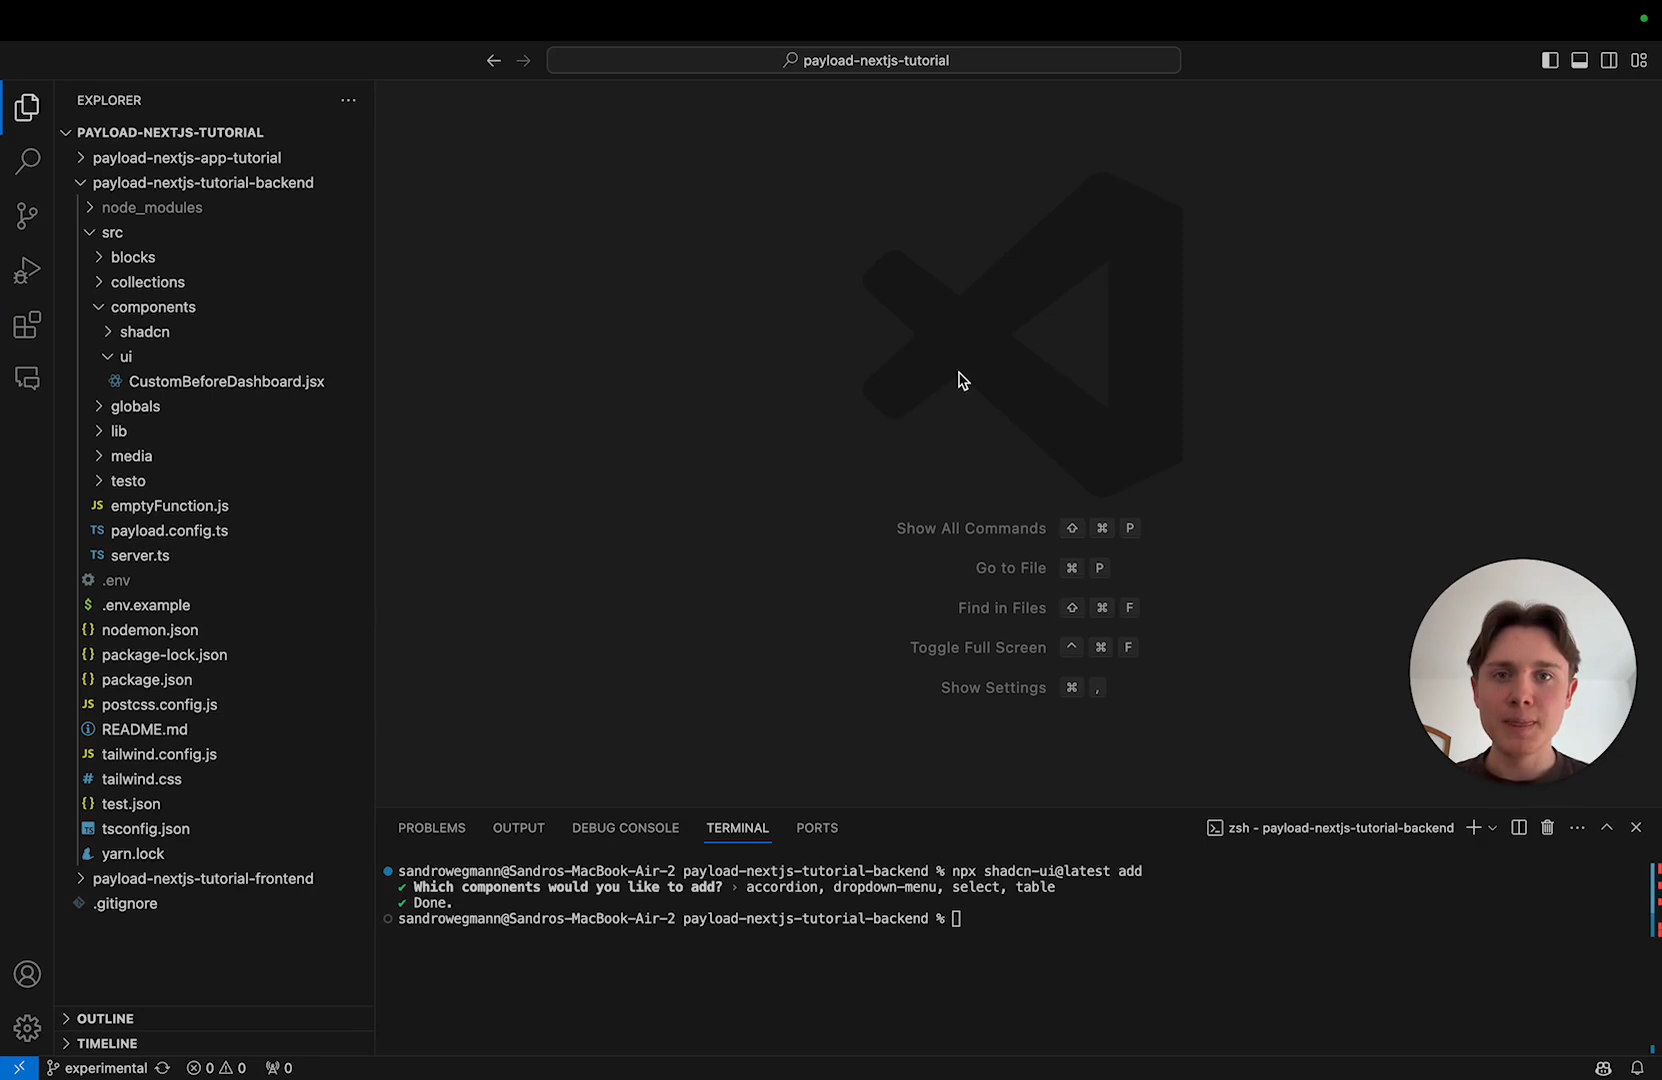 payload-nextjs-tutorial
EXPLORER
PAYLOAD-NEXTJS-TUTORIAL
payload-nextjs-app-tutorial
payload-nextjs-tutorial-backend
node_modules
src
blocks
collections
components
shadcn
ui
CustomBeforeDashboard.jsx
globals
lib
media
testo
JS emptyFunction.js
TS payload.config.ts
TS server.ts
.env
$ .env.example
{} nodemon.json
{} package-lock.json
{} package.json
JS postcss.config.js
README.md
JS tailwind.config.js
# tailwind.css
{} test.json
TS tsconfig.json
yarn.lock
payload-nextjs-tutorial-frontend
.gitignore
OUTLINE
TIMELINE
Show All Commands ⇧ ⌘ P
Go to File ⌘ P
Find in Files ⇧ ⌘ F
Toggle Full Screen ^ ⌘ F
Show Settings ⌘ ,
PROBLEMS OUTPUT DEBUG CONSOLE TERMINAL PORTS
zsh - payload-nextjs-tutorial-backend
sandrowegmann@Sandros-MacBook-Air-2 payload-nextjs-tutorial-backend % npx shadcn-ui@latest add
✔ Which components would you like to add? › accordion, dropdown-menu, select, table
✔ Done.
sandrowegmann@Sandros-MacBook-Air-2 payload-nextjs-tutorial-backend %
experimental 0 0 0